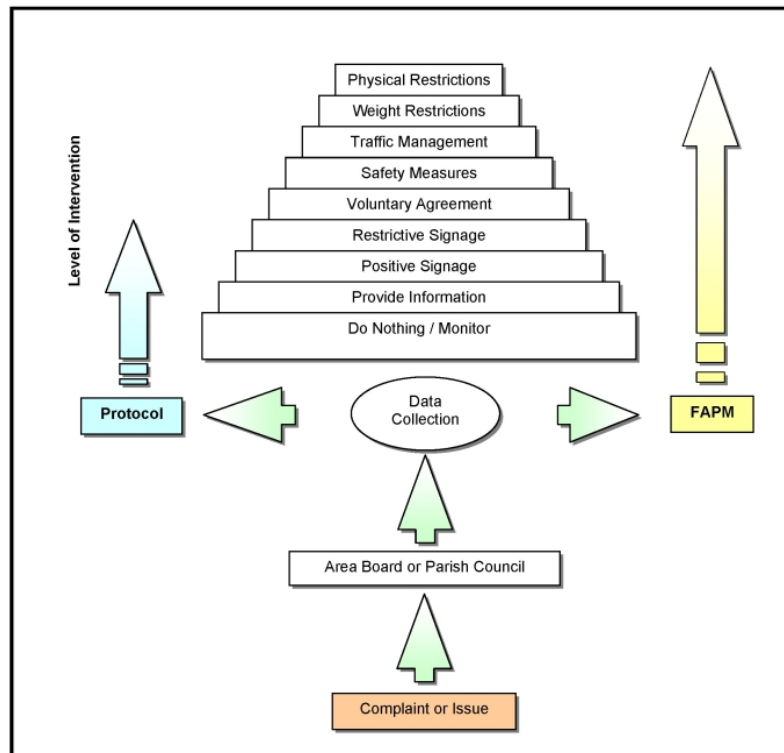 Physical Restrictions
Weight Restrictions
Traffic Management
Safety Measures
Voluntary Agreement
Restrictive Signage
Positive Signage
Provide Information
Do Nothing / Monitor
Level of Intervention
Protocol
Data
Collection
FAPM
Area Board or Parish Council
Complaint or Issue